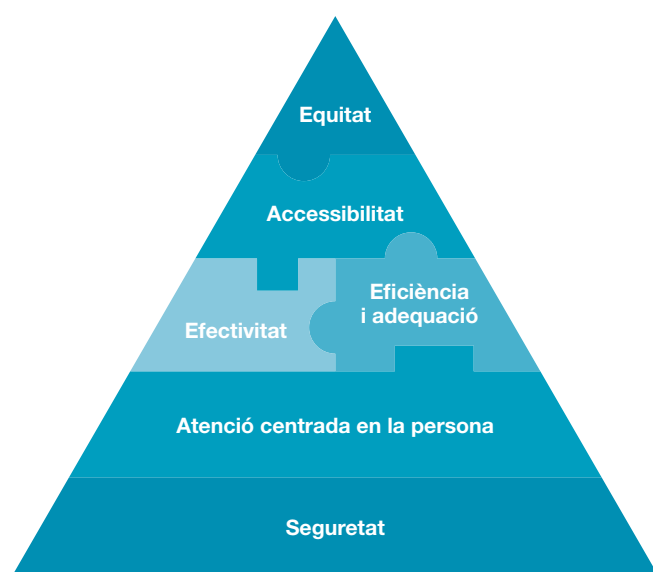 Equitat
Accessibilitat
Efectivitat
Eficiència
i adequació
Atenció centrada en la persona
Seguretat